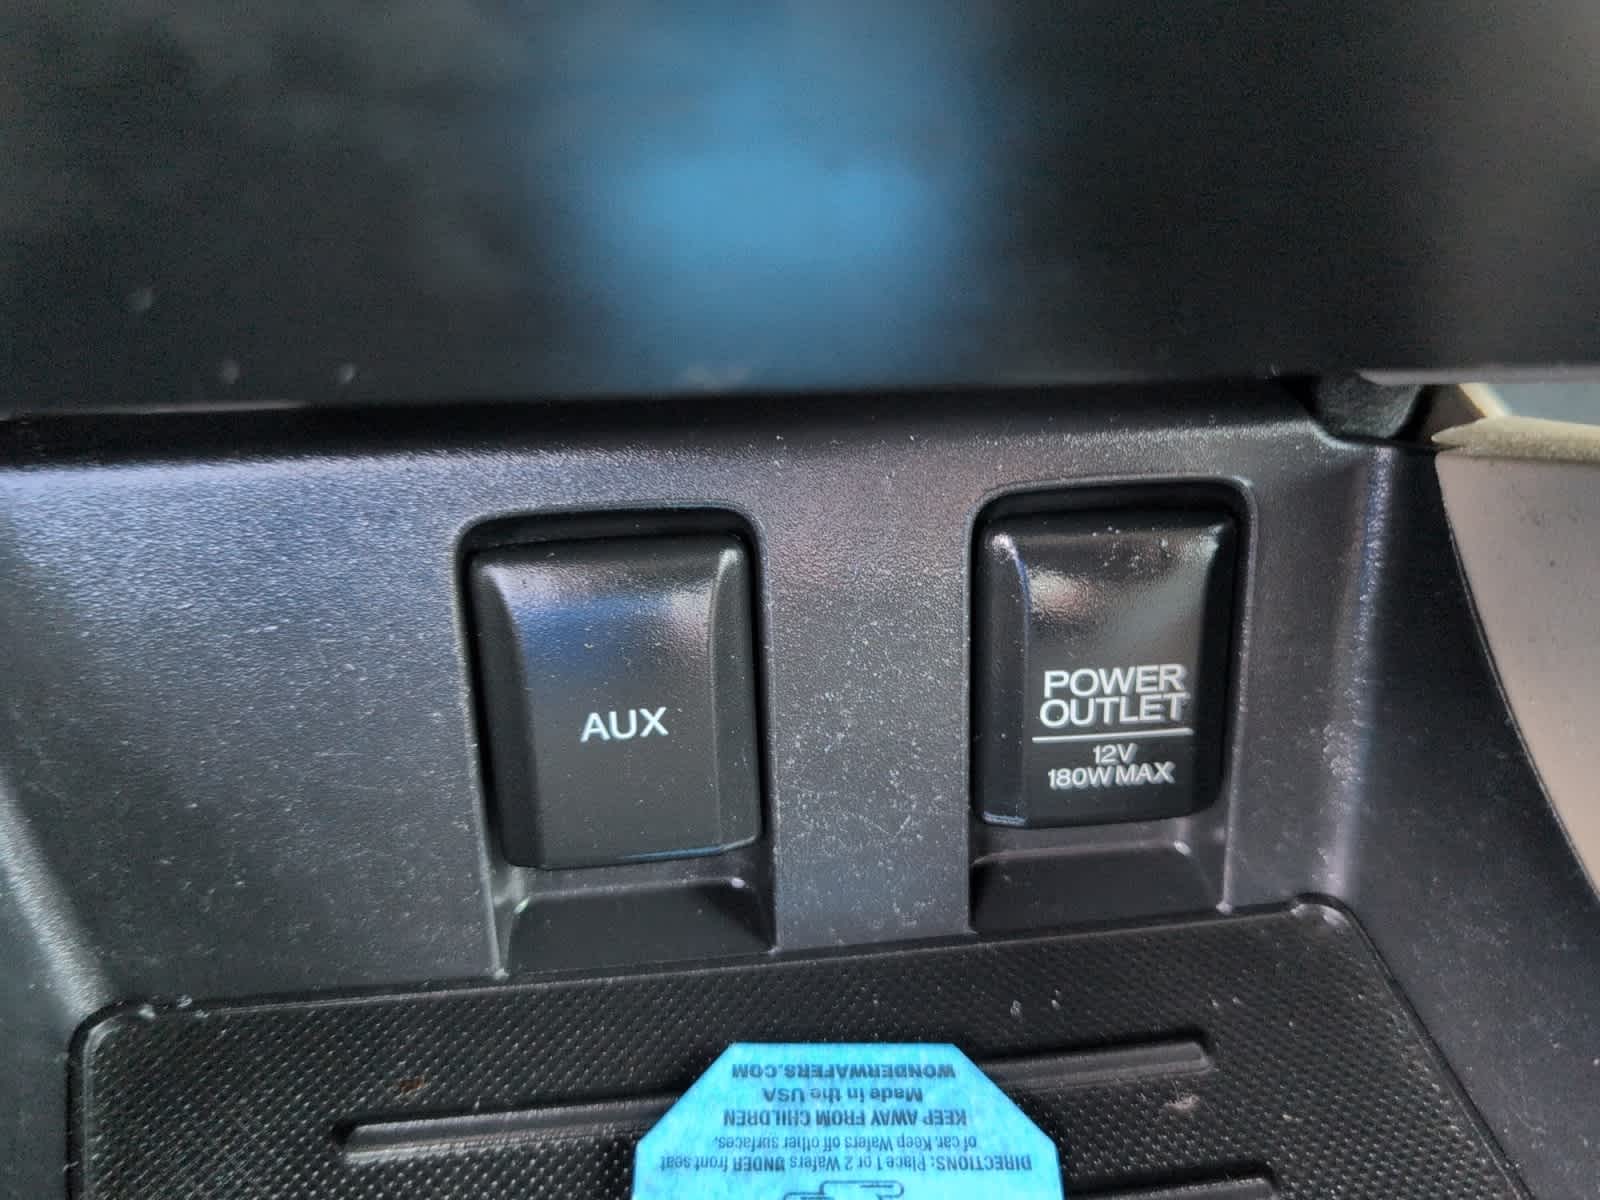 AUX
POWER
OUTLET
12V
180W MAX
DIRECTIONS: Place 1 or 2 Wafers UNDER front seat
of car. Keep Wafers off other surfaces.
KEEP AWAY FROM CHILDREN
Made in the USA
WONDERWAFERS.COM